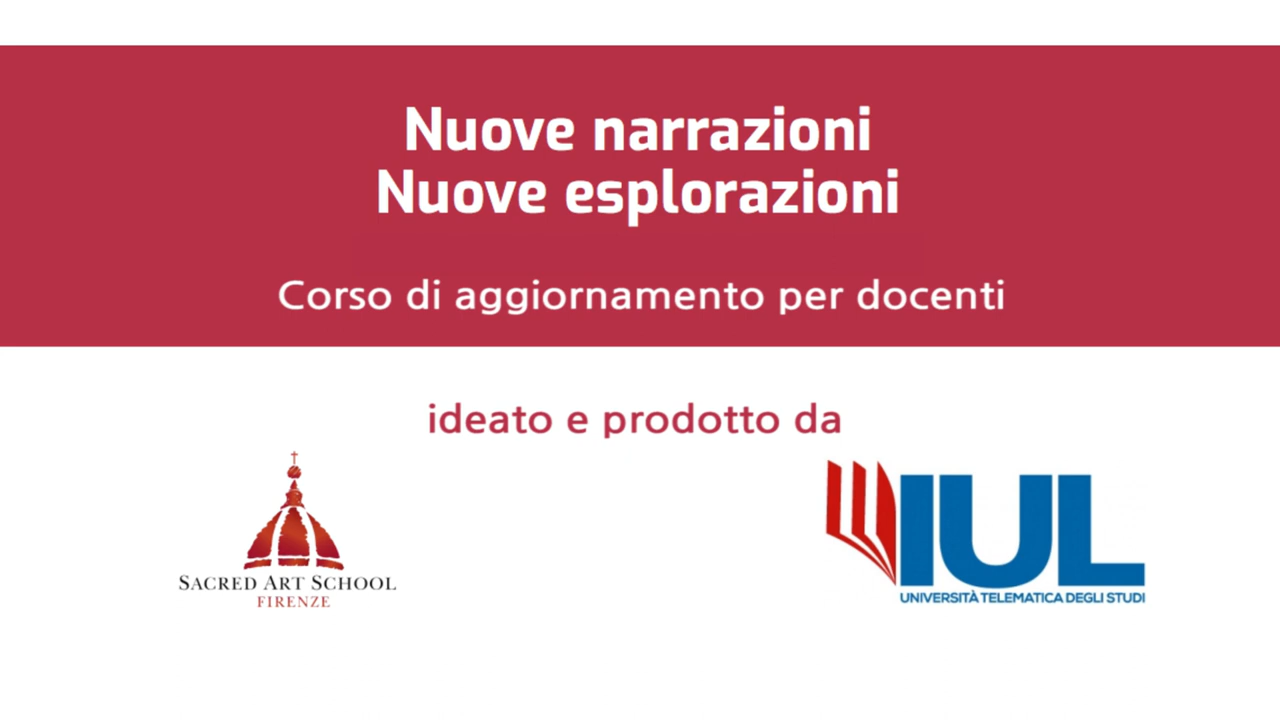 Nuove narrazioni
Nuove esplorazioni
Corso di aggiornamento per docenti
ideato e prodotto da
SACRED ART SCHOOL
FIRENZE
IUL
UNIVERSITÀ TELEMATICA DEGLI STUDI